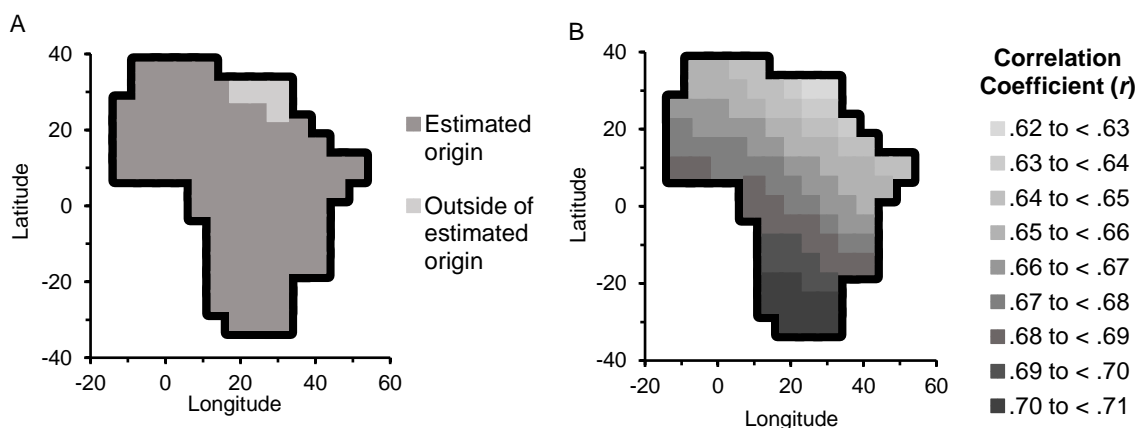 A
40
20
0
-20
-40
-20
0
20
40
60
Latitude
Longitude
Estimated
origin
Outside of
estimated
origin
B
40
20
0
-20
-40
-20
0
20
40
60
Latitude
Longitude
Correlation
Coefficient (r)
.62 to < .63
.63 to < .64
.64 to < .65
.65 to < .66
.66 to < .67
.67 to < .68
.68 to < .69
.69 to < .70
.70 to < .71